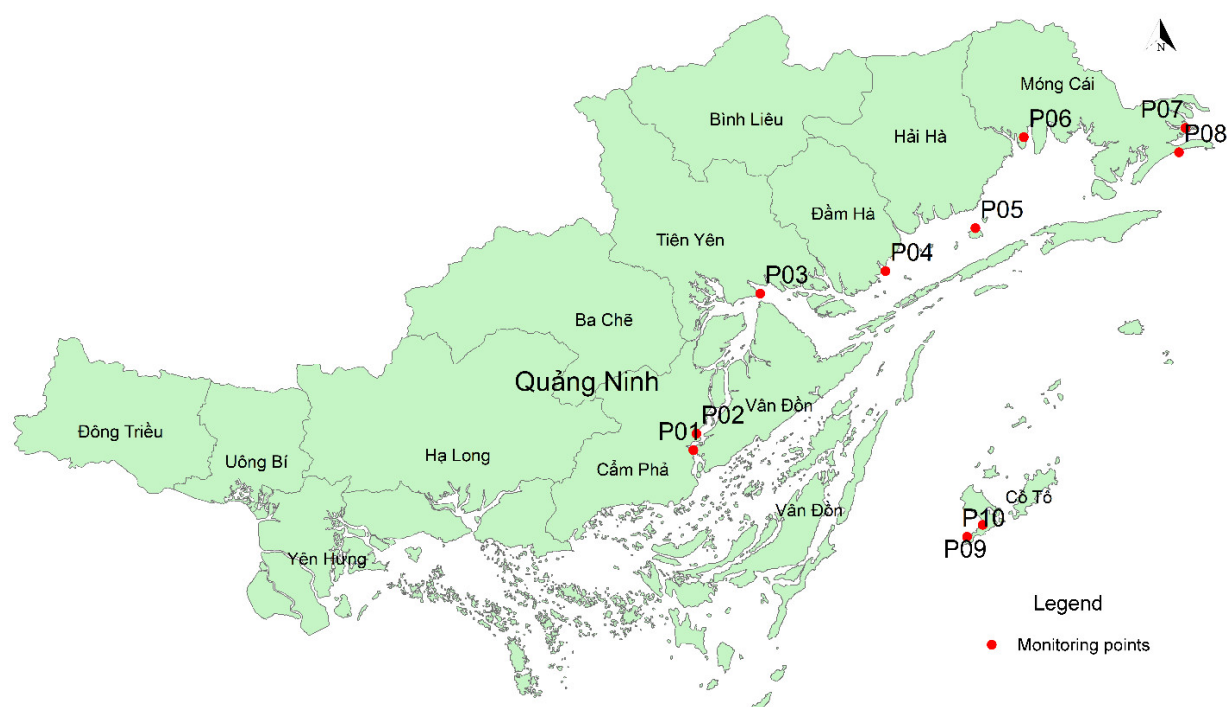 N
Móng Cái
P07
Bình Liêu
P06
Hải Hà
P08
Đầm Hà
P05
Tiên Yên
P04
P03
Ba Chẽ
Quảng Ninh
Vân Đồn
P02
Đông Triều
P01
Hạ Long
Uông Bí
Cẩm Phả
Cô Tô
Vân Đồn
P10
P09
Yên Hưng
Legend
Monitoring points